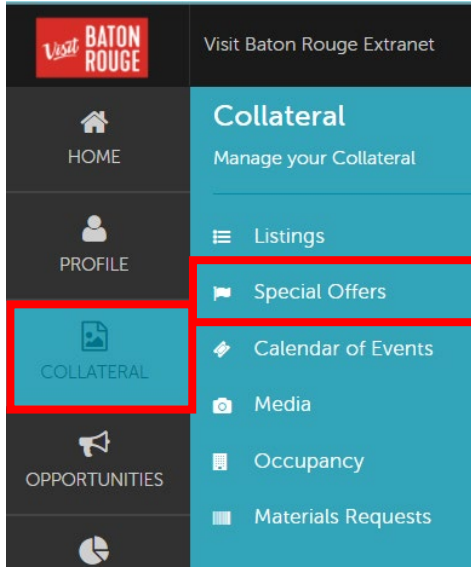 Visit BATON
ROUGE
Visit Baton Rouge Extranet
HOME
PROFILE
COLLATERAL
OPPORTUNITIES
Collateral
Manage your Collateral
Listings
Special Offers
Calendar of Events
Media
Occupancy
Materials Requests